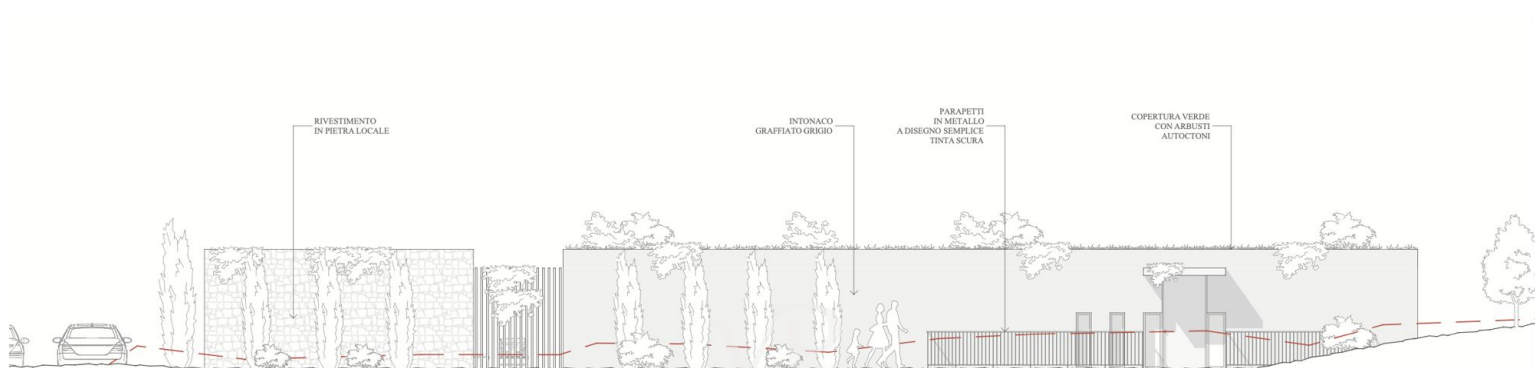 RIVESTIMENTO
IN PIETRA LOCALE
INTONACO
GRAFFIATO GRIGIO
PARAPETTI
IN METALLO
A DISEGNO SEMPLICE
TINTA SCURA
COPERTURA VERDE
CON ARBUSTI
AUTOCTONI